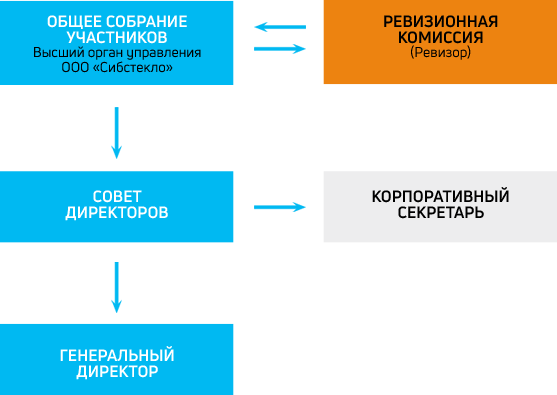 ОБЩЕЕ СОБРАНИЕ
УЧАСТНИКОВ
Высший орган управления
ООО «Сибстекло»
РЕВИЗИОННАЯ
КОМИССИЯ
(Ревизор)
СОВЕТ
ДИРЕКТОРОВ
КОРПОРАТИВНЫЙ
СЕКРЕТАРЬ
ГЕНЕРАЛЬНЫЙ
ДИРЕКТОР